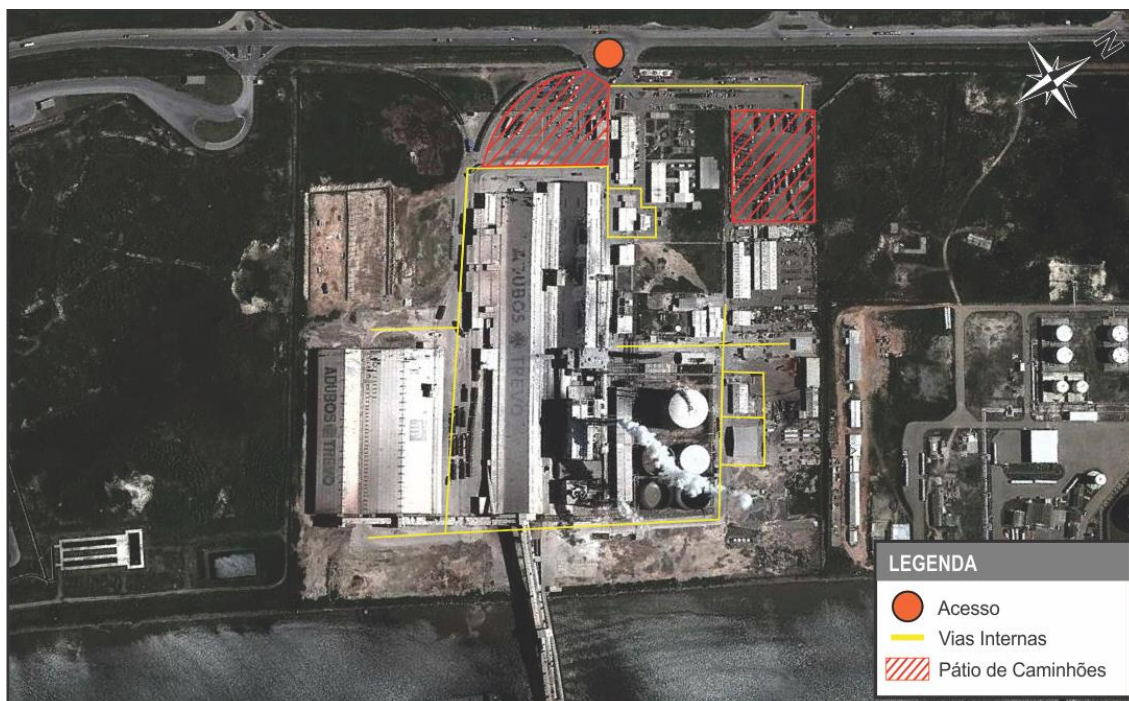 N
ADUBOS TREVO
ADUBOS TREVO
LEGENDA
Acesso
Vias Internas
Pátio de Caminhões